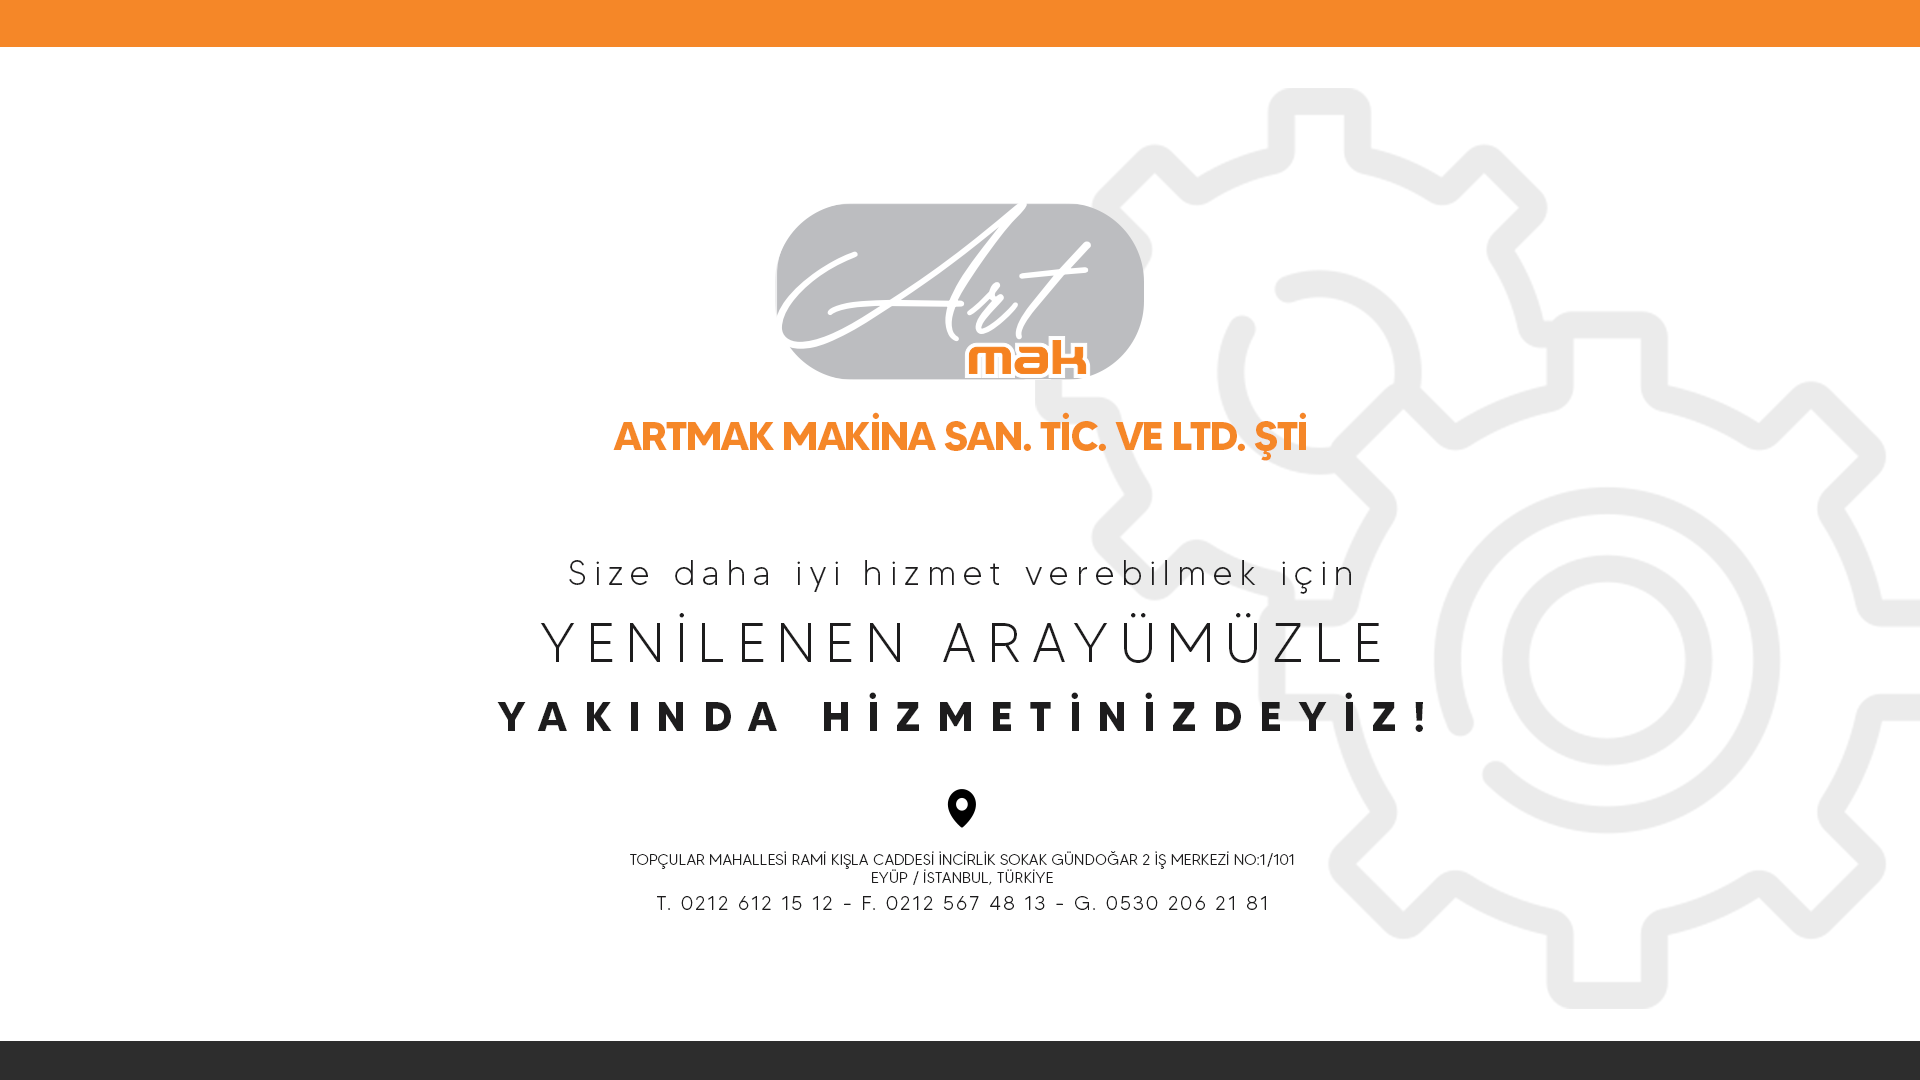 Art
mak
ARTMAK MAKİNA SAN. TİC. VE LTD. ŞTİ
Size daha iyi hizmet verebilmek için
YENİLENEN ARAYÜMÜZLE
YAKINDA HİZMETİNİZDEYİZ!
TOPÇULAR MAHALLESİ RAMİ KIŞLA CADDESİ İNCİRLİK SOKAK GÜNDOĞAR 2 İŞ MERKEZİ NO:1/101
EYÜP / İSTANBUL, TÜRKİYE
T. 0212 612 15 12 - F. 0212 567 48 13 - G. 0530 206 21 81